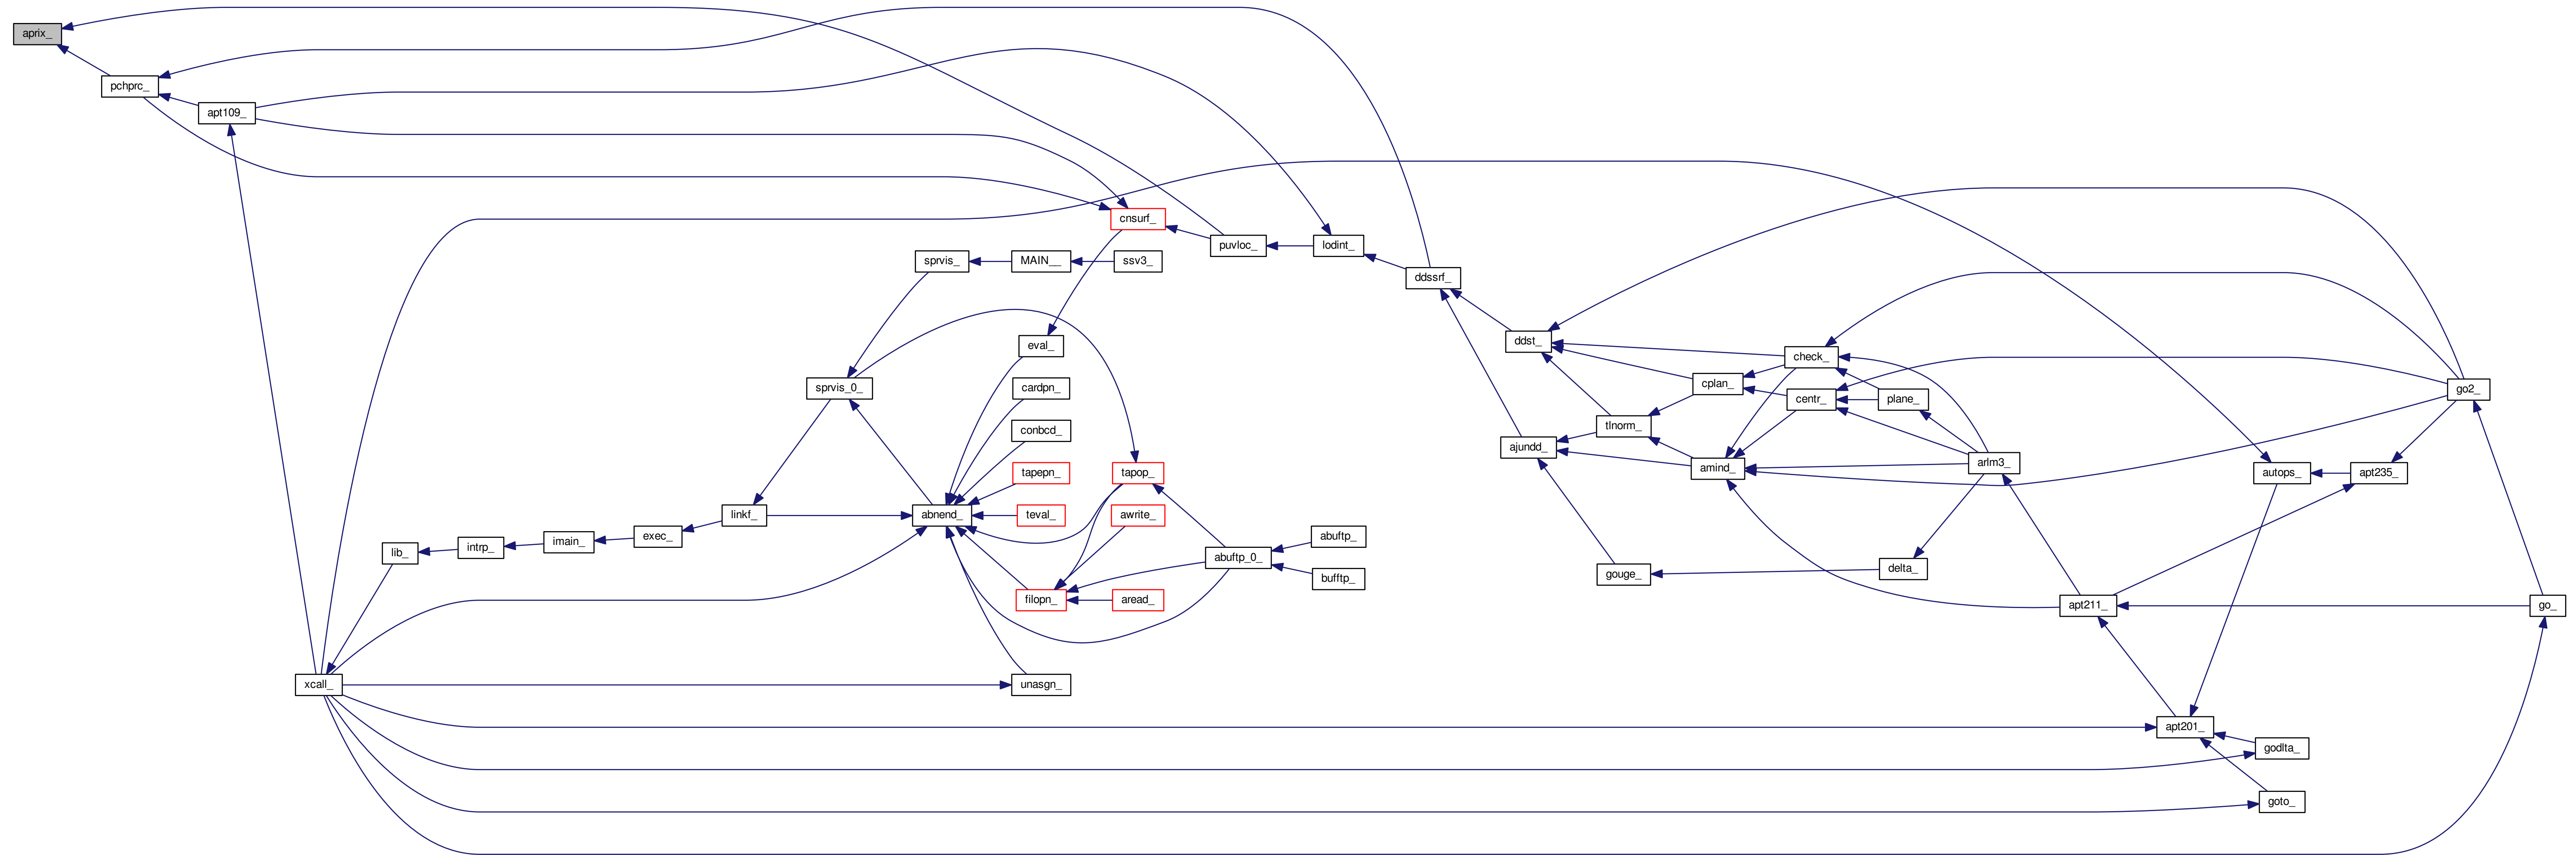 aprix_
pchprc_
apt109_
cnsurf_
puvloc_
lodint_
sprvis_
MAIN__
ssv3_
ddssrf_
eval_
ddst_
check_
sprvis_0_
cardpn_
cplan_
centr_
plane_
go2_
conbcd_
tlnorm_
ajundd_
amind_
arlm3_
autops_
apt235_
tapepn_
tapop_
linkf_
abnend_
teval_
awrite_
lib_
intrp_
imain_
exec_
abuftp_0_
abuftp_
bufftp_
gouge_
delta_
filopn_
aread_
apt211_
go_
xcall_
unasgn_
apt201_
godlta_
goto_